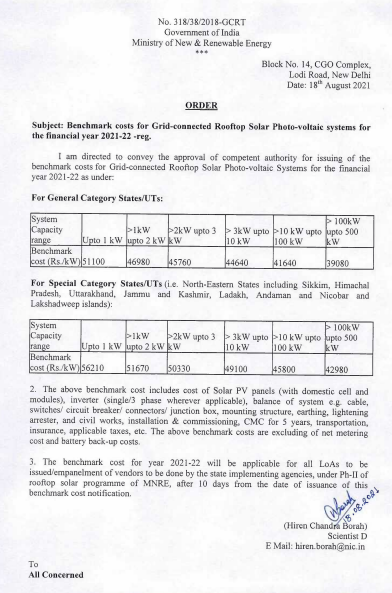 No. 318/38/2018-GCRT
Government of India
Ministry of New & Renewable Energy
***
Block No. 14, CGO Complex,
Lodi Road, New Delhi
Date: 18th August 2021
ORDER
Subject: Benchmark costs for Grid-connected Rooftop Solar Photo-voltaic systems for
the financial year 2021-22 -reg.
I am directed to convey the approval of competent authority for issuing of the
benchmark costs for Grid-connected Rooftop Solar Photo-voltaic Systems for the financial
year 2021-22 as under:
For General Category States/UTs:
System Capacity range | Upto 1 kW | >1kW upto 2 kW | >2kW upto 3 kW | > 3kW upto 10 kW | >10 kW upto 100 kW | > 100kW upto 500 kW
Benchmark cost (Rs./kW) | 51100 | 46980 | 45760 | 44640 | 41640 | 39080
For Special Category States/UTs (i.e. North-Eastern States including Sikkim, Himachal
Pradesh, Uttarakhand, Jammu and Kashmir, Ladakh, Andaman and Nicobar and
Lakshadweep islands):
System Capacity range | Upto 1 kW | >1kW upto 2 kW | >2kW upto 3 kW | > 3kW upto 10 kW | >10 kW upto 100 kW | > 100kW upto 500 kW
Benchmark cost (Rs./kW) | 56210 | 51670 | 50330 | 49100 | 45800 | 42980
2. The above benchmark cost includes cost of Solar PV panels (with domestic cell and
modules), inverter (single/3 phase wherever applicable), balance of system e.g. cable,
switches/ circuit breaker/ connectors/ junction box, mounting structure, earthing, lightening
arrester, and civil works, installation & commissioning, CMC for 5 years, transportation,
insurance, applicable taxes, etc. The above benchmark costs are excluding of net metering
cost and battery back-up costs.
3. The benchmark cost for year 2021-22 will be applicable for all LoAs to be
issued/empanelment of vendors to be done by the state implementing agencies, under Ph-II of
rooftop solar programme of MNRE, after 10 days from the date of issuance of this
benchmark cost notification.
HBorah
18.08.2021
(Hiren Chandra Borah)
Scientist D
E Mail: hiren.borah@nic.in
To
All Concerned